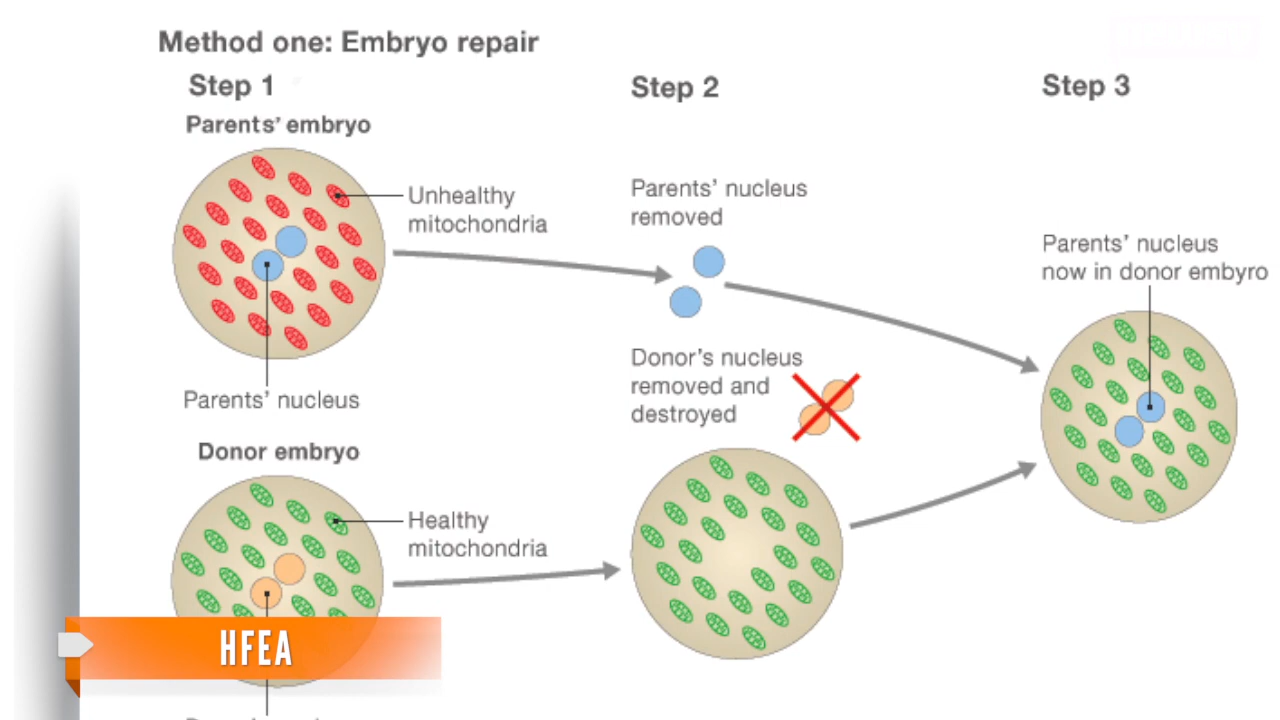 Method one: Embryo repair
Step 1
Step 2
Step 3
Parents’ embryo
Unhealthy
mitochondria
Parents’ nucleus
removed
Parents’ nucleus
now in donor embyro
Parents’ nucleus
Donor’s nucleus
removed and
destroyed
Donor embryo
Healthy
mitochondria
HFEA